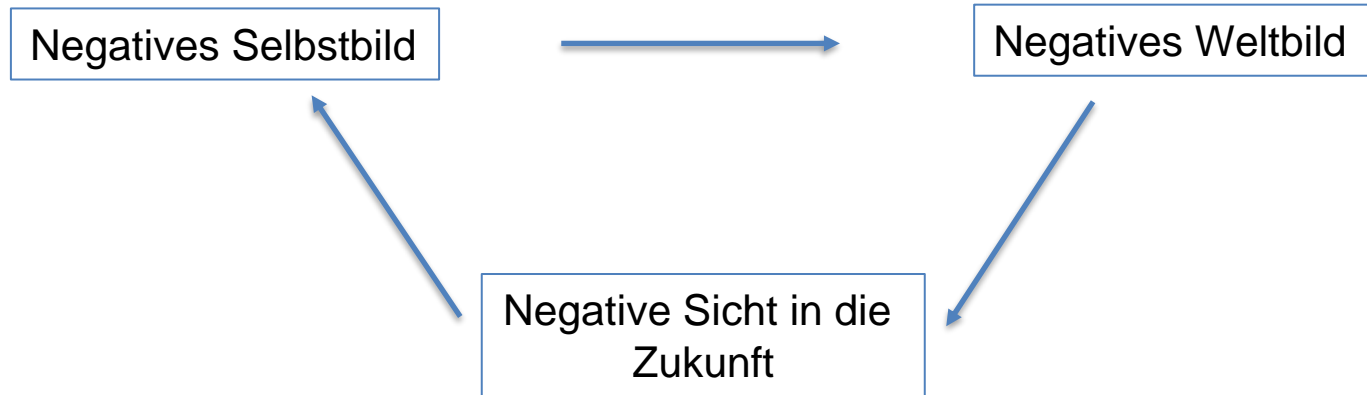 Negatives Selbstbild
Negatives Weltbild
Negative Sicht in die
Zukunft